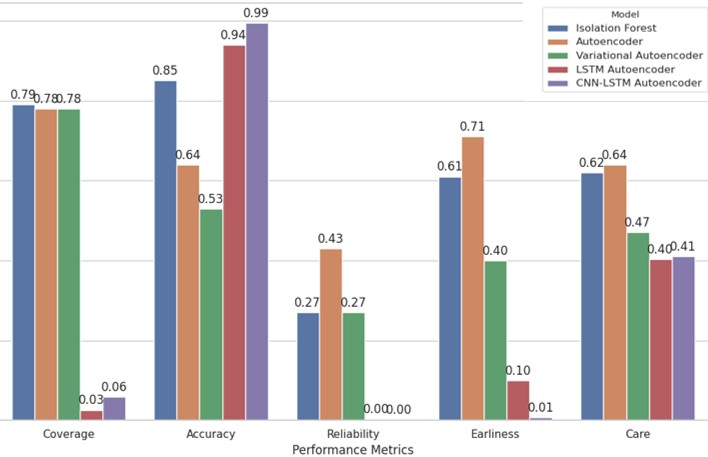 Model
Isolation Forest
Autoencoder
Variational Autoencoder
LSTM Autoencoder
CNN-LSTM Autoencoder
0.79 0.78 0.78 0.03 0.06
0.85 0.64 0.53 0.94 0.99
0.27 0.43 0.27 0.00 0.00
0.61 0.71 0.40 0.10 0.01
0.62 0.64 0.47 0.40 0.41
Coverage Accuracy Reliability Earliness Care
Performance Metrics